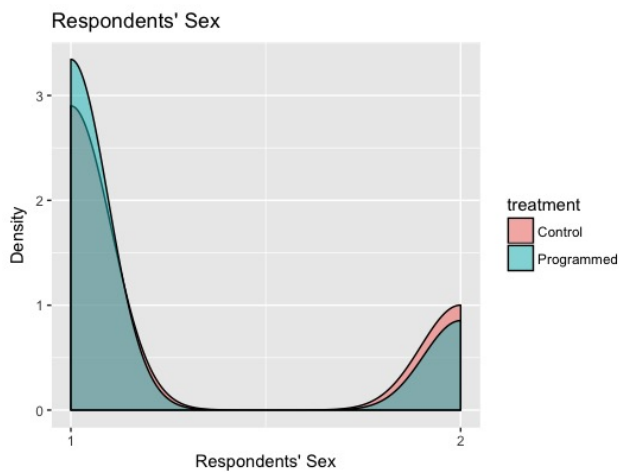 Respondents' Sex
3
2
1
0
Density
1
2
Respondents' Sex
treatment
Control
Programmed